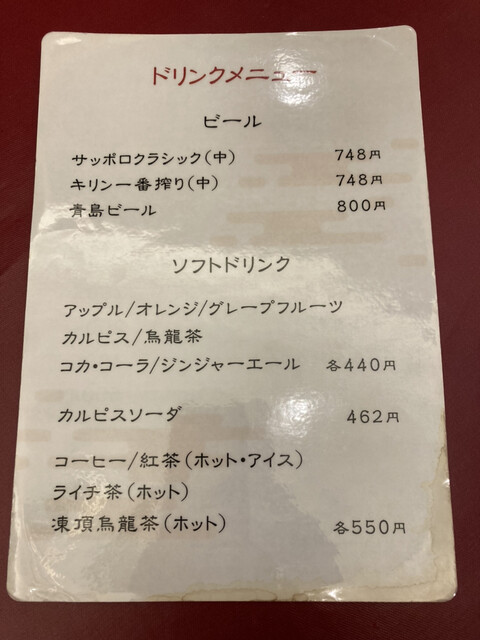 ドリンクメニュー
ビール
サッポロクラシック(中) 748円
キリン一番搾り(中) 748円
青島ビール 800円
ソフトドリンク
アップル/オレンジ/グレープフルーツ
カルピス/烏龍茶
コカ・コーラ/ジンジャーエール 各440円
カルピスソーダ 462円
コーヒー/紅茶(ホット・アイス)
ライチ茶(ホット)
凍頂烏龍茶(ホット) 各550円